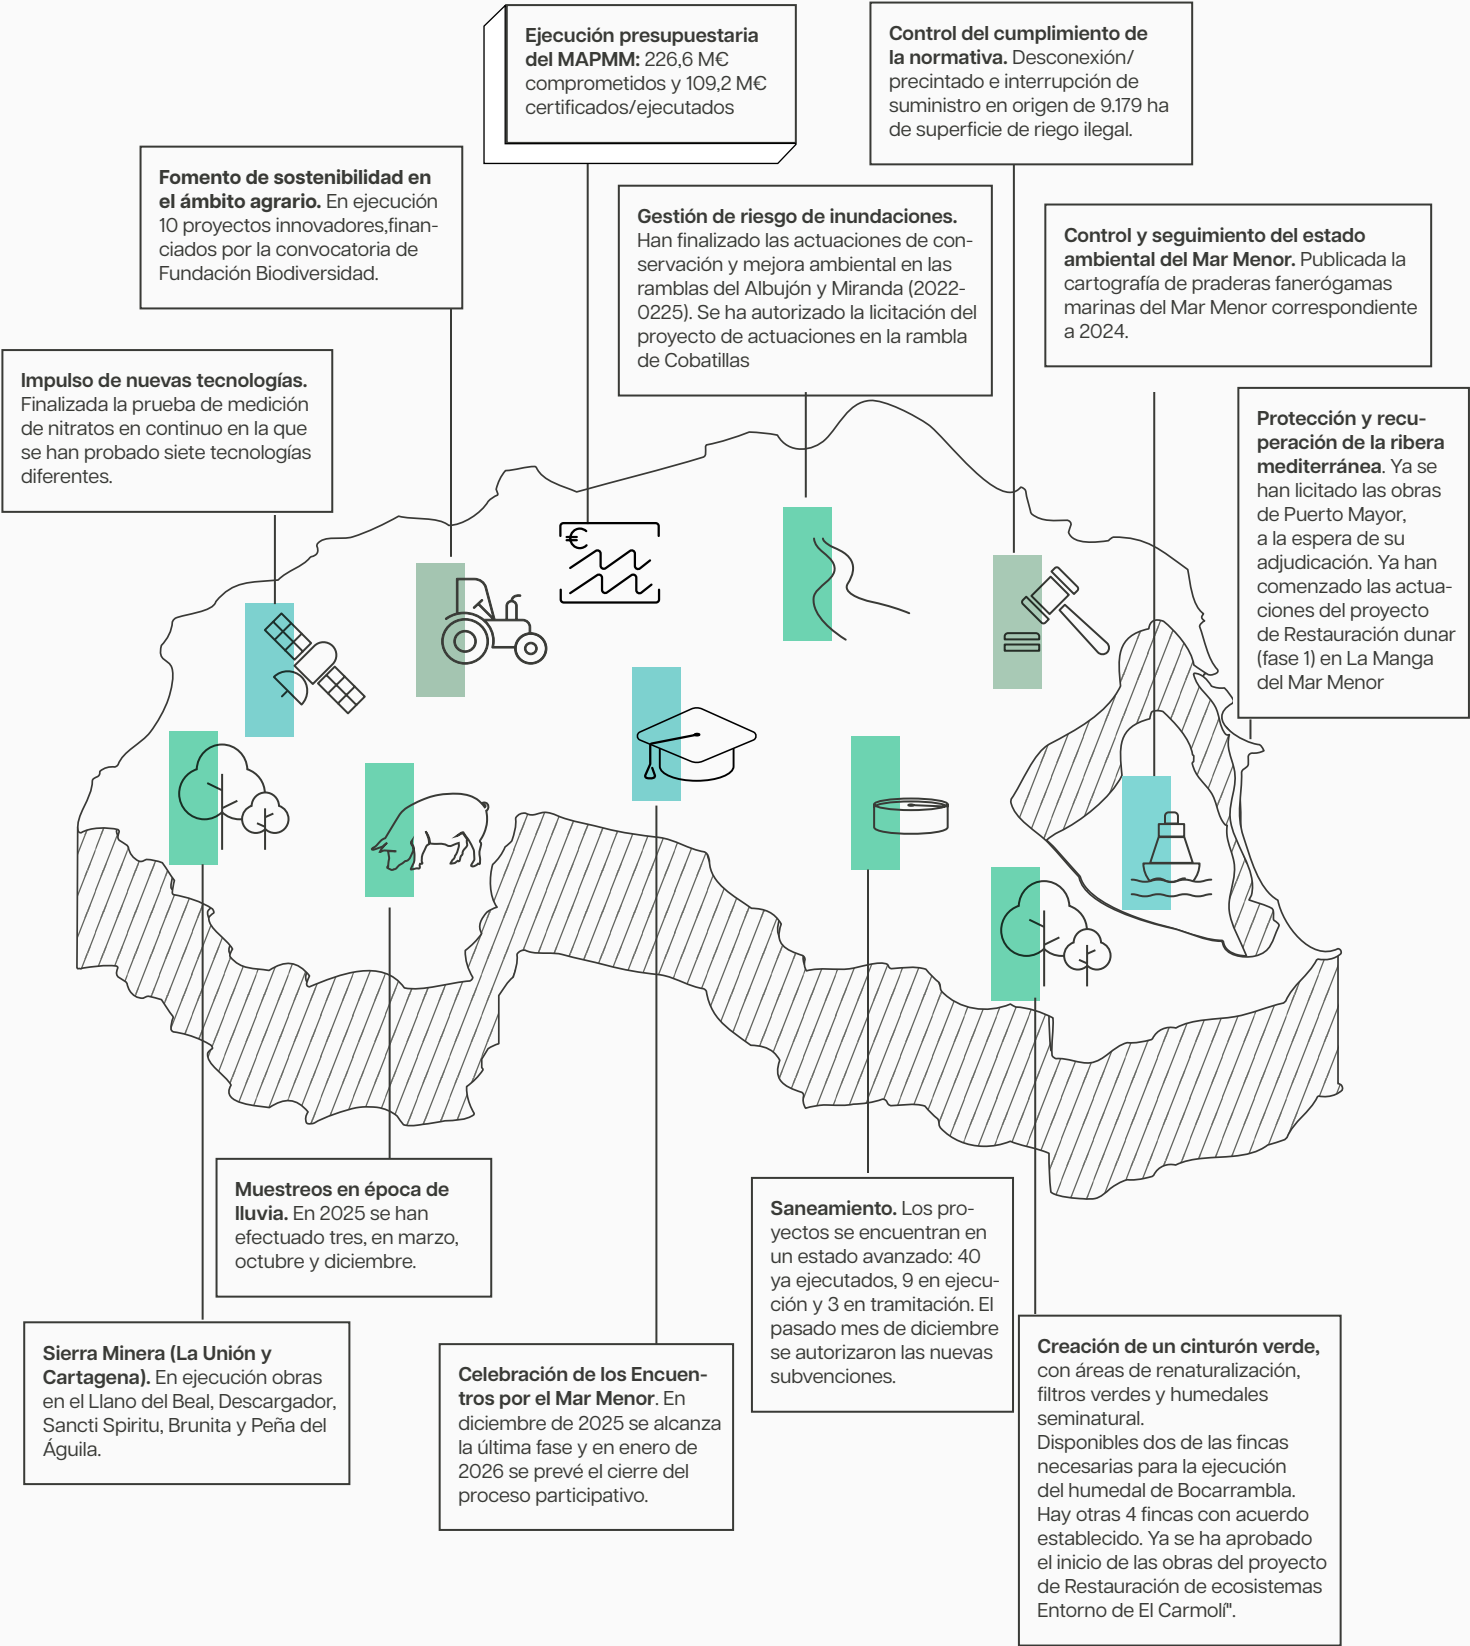 Ejecución presupuestaria
del MAPMM: 226,6 M€
comprometidos y 109,2 M€
certificados/ejecutados
Control del cumplimiento de
la normativa. Desconexión/
precintado e interrupción de
suministro en origen de 9.179 ha
de superficie de riego ilegal.
Fomento de sostenibilidad en
el ámbito agrario. En ejecución
10 proyectos innovadores,finan-
ciados por la convocatoria de
Fundación Biodiversidad.
Gestión de riesgo de inundaciones.
Han finalizado las actuaciones de con-
servación y mejora ambiental en las
ramblas del Albujón y Miranda (2022-
0225). Se ha autorizado la licitación del
proyecto de actuaciones en la rambla
de Cobatillas
Control y seguimiento del estado
ambiental del Mar Menor. Publicada la
cartografía de praderas fanerógamas
marinas del Mar Menor correspondiente
a 2024.
Impulso de nuevas tecnologías.
Finalizada la prueba de medición
de nitratos en continuo en la que
se han probado siete tecnologías
diferentes.
Protección y recu-
peración de la ribera
mediterránea. Ya se
han licitado las obras
de Puerto Mayor,
a la espera de su
adjudicación. Ya han
comenzado las actua-
ciones del proyecto
de Restauración dunar
(fase 1) en La Manga
del Mar Menor
€
Muestreos en época de
lluvia. En 2025 se han
efectuado tres, en marzo,
octubre y diciembre.
Saneamiento. Los pro-
yectos se encuentran en
un estado avanzado: 40
ya ejecutados, 9 en ejecu-
ción y 3 en tramitación. El
pasado mes de diciembre
se autorizaron las nuevas
subvenciones.
Sierra Minera (La Unión y
Cartagena). En ejecución obras
en el Llano del Beal, Descargador,
Sancti Spiritu, Brunita y Peña del
Águila.
Celebración de los Encuen-
tros por el Mar Menor. En
diciembre de 2025 se alcanza
la última fase y en enero de
2026 se prevé el cierre del
proceso participativo.
Creación de un cinturón verde,
con áreas de renaturalización,
filtros verdes y humedales
seminatural.
Disponibles dos de las fincas
necesarias para la ejecución
del humedal de Bocarrambla.
Hay otras 4 fincas con acuerdo
establecido. Ya se ha aprobado
el inicio de las obras del proyecto
de Restauración de ecosistemas
Entorno de El Carmolí".